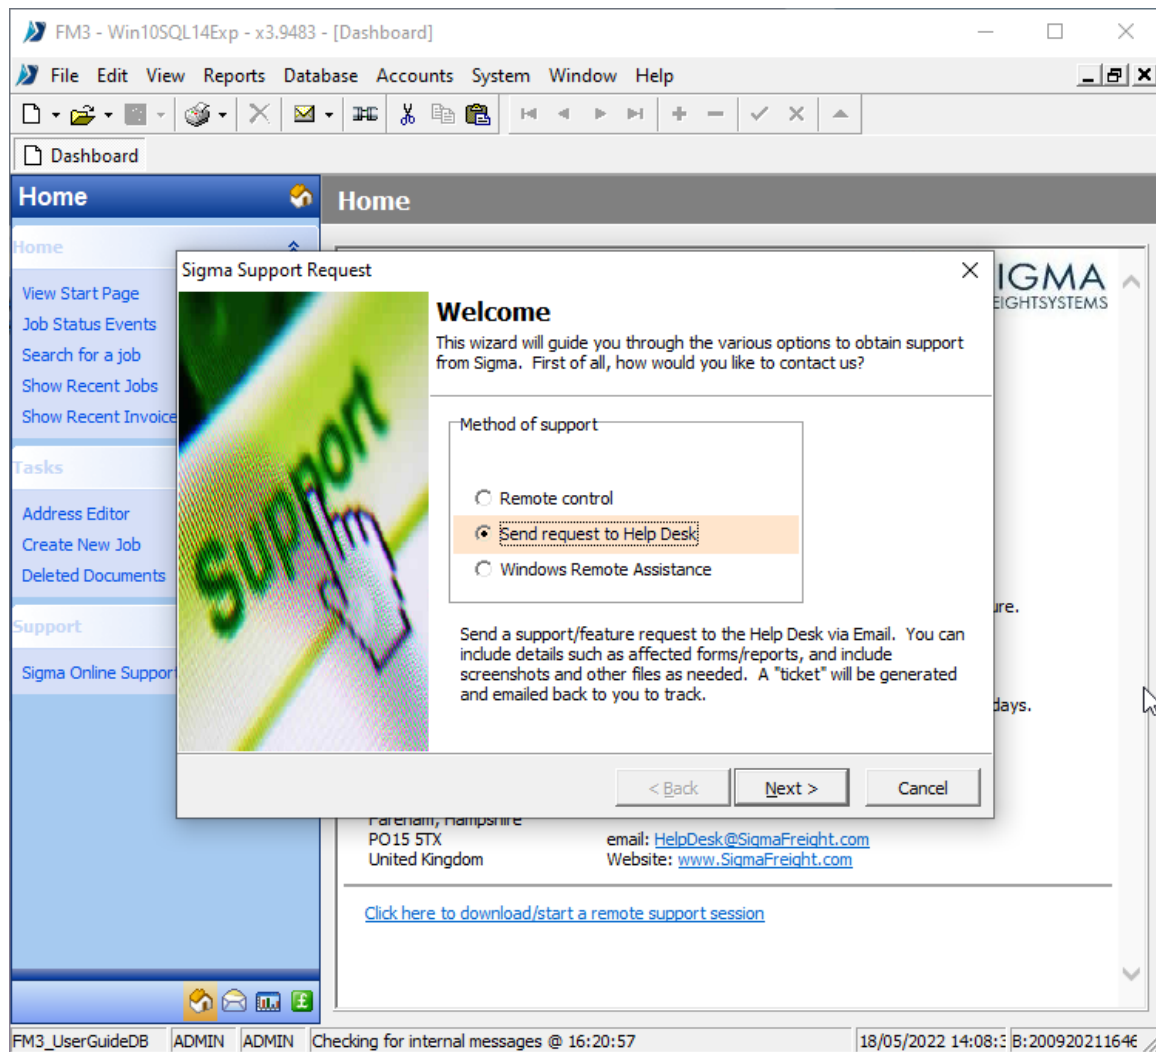 FM3 - Win10SQL14Exp - x3.9483 - [Dashboard]
File Edit View Reports Database Accounts System Window Help
Dashboard
Home
Home
Home
View Start Page
Job Status Events
Search for a job
Show Recent Jobs
Show Recent Invoice
Tasks
Address Editor
Create New Job
Deleted Documents
Support
Sigma Online Support
IGMA
EIGHTSYSTEMS
Sigma Support Request
Support
Welcome
This wizard will guide you through the various options to obtain support
from Sigma. First of all, how would you like to contact us?
Method of support
Remote control
Send request to Help Desk
Windows Remote Assistance
Send a support/feature request to the Help Desk via Email. You can
include details such as affected forms/reports, and include
screenshots and other files as needed. A "ticket" will be generated
and emailed back to you to track.
< Back Next > Cancel
ure.
days.
Fareham, Hampshire
PO15 5TX email: HelpDesk@SigmaFreight.com
United Kingdom Website: www.SigmaFreight.com
Click here to download/start a remote support session
FM3_UserGuideDB ADMIN ADMIN Checking for internal messages @ 16:20:57 18/05/2022 14:08:3 B:20092021164€